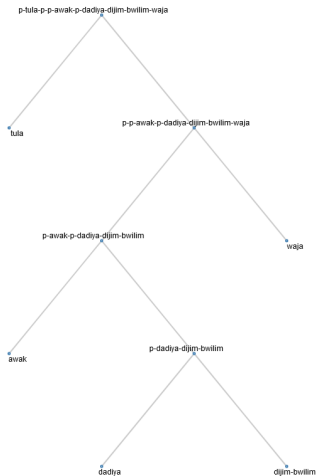 p-tula-p-p-awak-p-dadiya-dijim-bwilim-waja
tula
p-p-awak-p-dadiya-dijim-bwilim-waja
p-awak-p-dadiya-dijim-bwilim
waja
awak
p-dadiya-dijim-bwilim
dadiya
dijim-bwilim